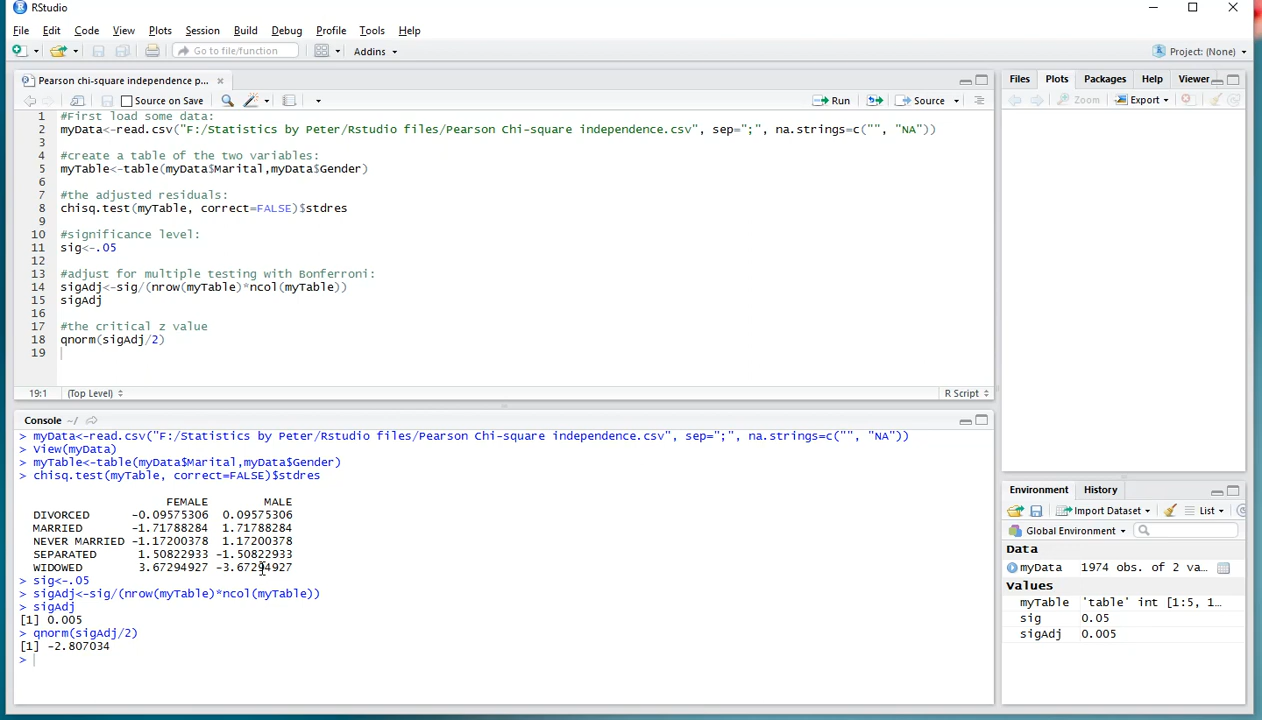 RStudio
File Edit Code View Plots Session Build Debug Profile Tools Help
Go to file/function Addins Project: (None)
Pearson chi-square independence p...
Source on Save Run Source
1 #First load some data:
2 myData<-read.csv("F:/Statistics by Peter/Rstudio files/Pearson Chi-square independence.csv", sep=";", na.strings=c("", "NA"))
3
4 #create a table of the two variables:
5 myTable<-table(myData$Marital,myData$Gender)
6
7 #the adjusted residuals:
8 chisq.test(myTable, correct=FALSE)$stdres
9
10 #significance level:
11 sig<-.05
12
13 #adjust for multiple testing with Bonferroni:
14 sigAdj<-sig/(nrow(myTable)*ncol(myTable))
15 sigAdj
16
17 #the critical z value
18 qnorm(sigAdj/2)
19
19:1 (Top Level) R Script
Console ~/
> myData<-read.csv("F:/Statistics by Peter/Rstudio files/Pearson Chi-square independence.csv", sep=";", na.strings=c("", "NA"))
> View(myData)
> myTable<-table(myData$Marital,myData$Gender)
> chisq.test(myTable, correct=FALSE)$stdres
FEMALE MALE
DIVORCED -0.09575306 0.09575306
MARRIED -1.71788284 1.71788284
NEVER MARRIED -1.17200378 1.17200378
SEPARATED 1.50822933 -1.50822933
WIDOWED 3.67294927 -3.67294927
> sig<-.05
> sigAdj<-sig/(nrow(myTable)*ncol(myTable))
> sigAdj
[1] 0.005
> qnorm(sigAdj/2)
[1] -2.807034
>
Files Plots Packages Help Viewer
Zoom Export
Environment History
Import Dataset List
Global Environment
Data
myData 1974 obs. of 2 va...
Values
myTable 'table' int [1:5, 1...
sig 0.05
sigAdj 0.005